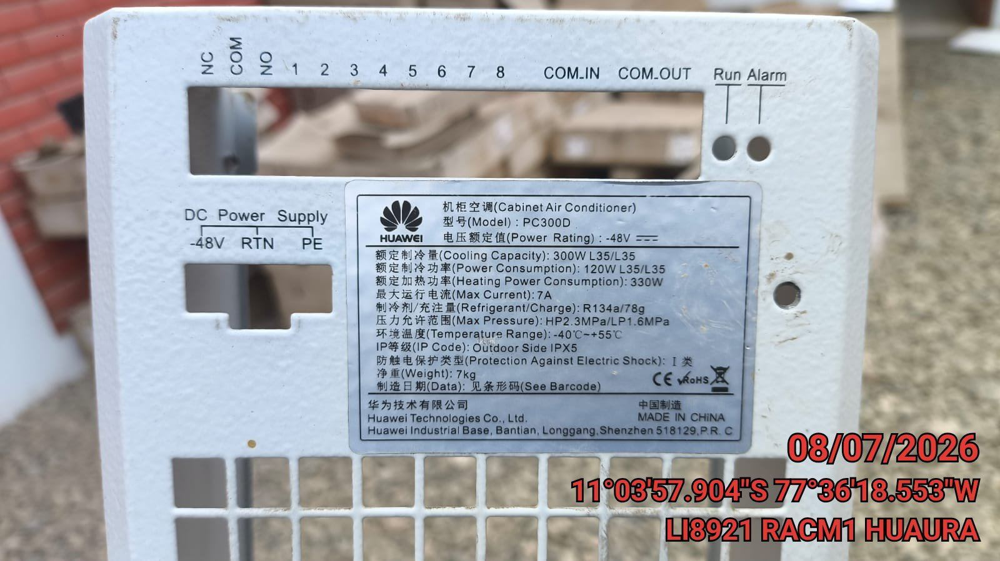 NC COM NO 1 2 3 4 5 6 7 8 COM_IN COM_OUT Run Alarm
DC Power Supply
-48V RTN PE
HUAWEI
机柜空调(Cabinet Air Conditioner)
型号(Model) : PC300D
电压额定值(Power Rating) : -48V
额定制冷量(Cooling Capacity): 300W L35/L35
额定制冷功率(Power Consumption): 120W L35/L35
额定加热功率(Heating Power Consumption): 330W
最大运行电流(Max Current): 7A
制冷剂/充注量(Refrigerant/Charge): R134a/78g
压力允许范围(Max Pressure): HP2.3MPa/LP1.6MPa
环境温度(Temperature Range): -40℃~+55℃
IP等级(IP Code): Outdoor Side IPX5
防触电保护类型(Protection Against Electric Shock): I 类
净重(Weight): 7kg
制造日期(Data): 见条形码(See Barcode)
CE RoHS
华为技术有限公司
中国制造
Huawei Technologies Co., Ltd.
MADE IN CHINA
Huawei Industrial Base, Bantian, Longgang,Shenzhen 518129,P.R. C
08/07/2026
11°03'57.904"S 77°36'18.553"W
LI8921 RACM1 HUAURA